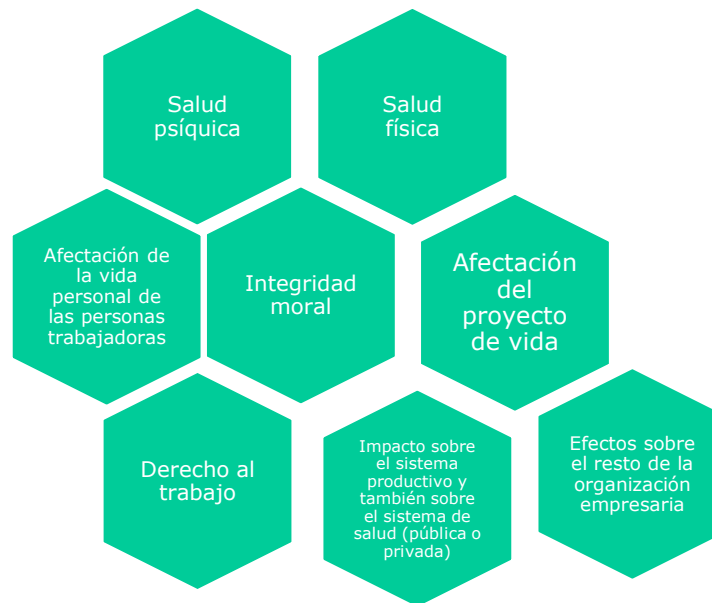 Salud
psíquica
Salud
física
Afectación de
la vida
personal de
las personas
trabajadoras
Integridad
moral
Afectación
del
proyecto
de vida
Derecho al
trabajo
Impacto sobre
el sistema
productivo y
también sobre
el sistema de
salud (pública o
privada)
Efectos sobre
el resto de la
organización
empresaria